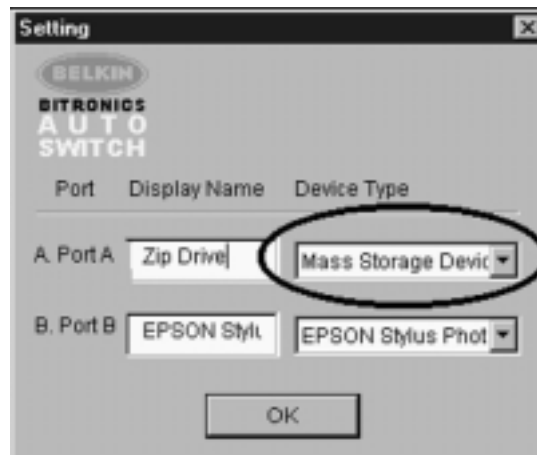 Setting
BELKIN
BITRONICS
AUTO
SWITCH
Port Display Name Device Type
A. Port A Zip Drive Mass Storage Devic
B. Port B EPSON Stylu EPSON Stylus Phot
OK